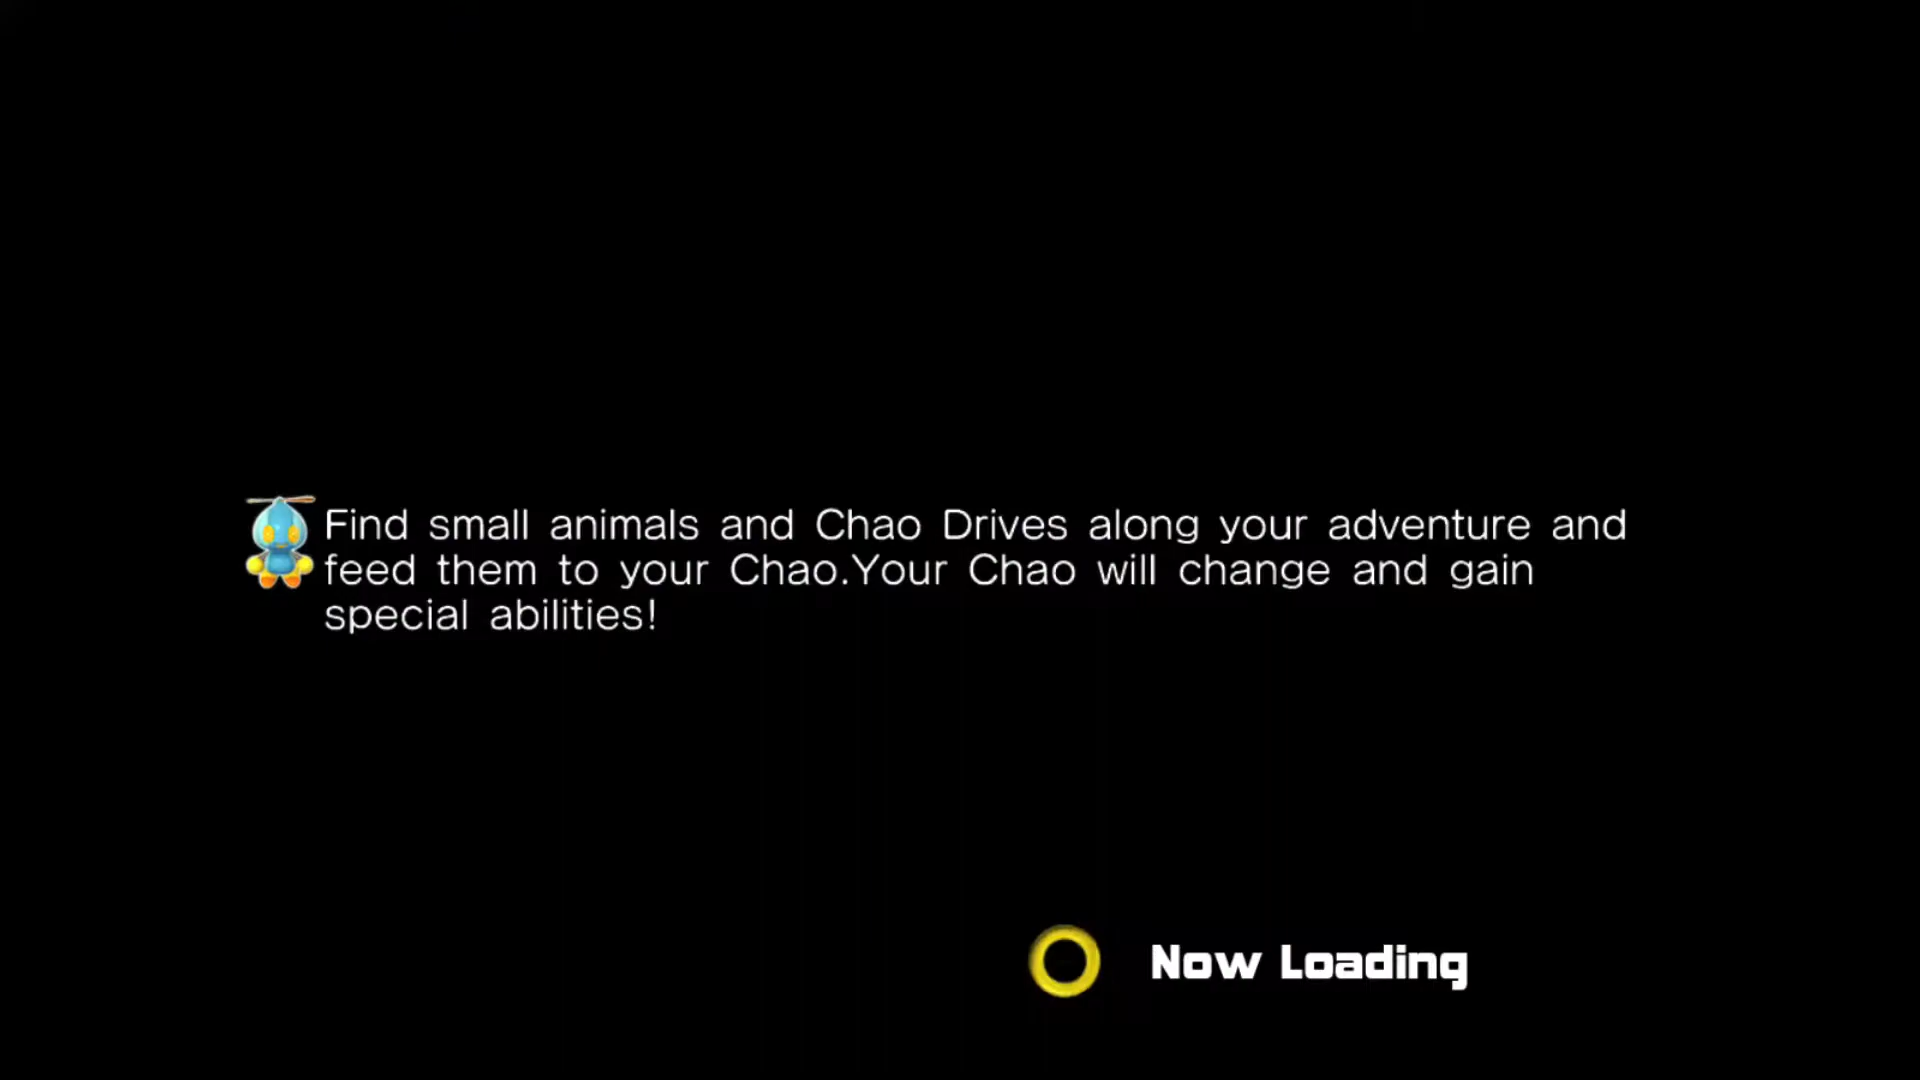 Find small animals and Chao Drives along your adventure and
feed them to your Chao.Your Chao will change and gain
special abilities!
Now Loading